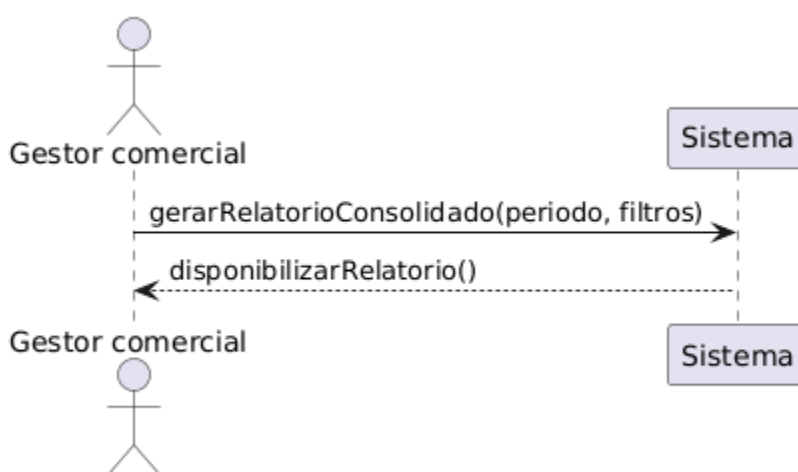 Gestor comercial
Sistema
gerarRelatorioConsolidado(periodo, filtros)
disponibilizarRelatorio()
Gestor comercial
Sistema